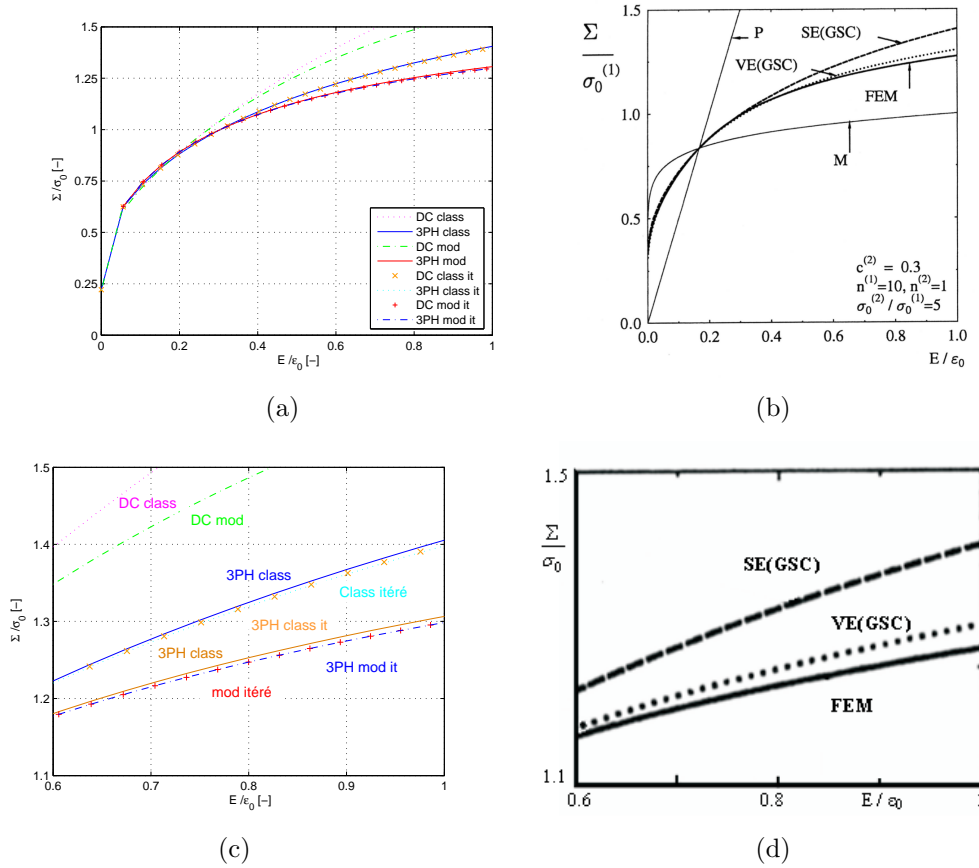 1.5
1.25
1
0.75
0.5
0.25
0
Σ/σ0 [−]
0 0.2 0.4 0.6 0.8 1
E/ε0 [−]
DC class
3PH class
DC mod
3PH mod
DC class it
3PH class it
DC mod it
3PH mod it
(a)
1.5
Σ
σ0(1)
1.0
0.5
0.0
P
SE(GSC)
VE(GSC)
FEM
M
c(2) = 0.3
n(1)=10, n(2)=1
σ0(2) / σ0(1)=5
0.0 0.2 0.4 0.6 0.8 1.0
E / ε0
(b)
1.5
1.4
1.3
1.2
1.1
Σ/σ0 [−]
DC class
DC mod
3PH class
Class itéré
3PH class it
3PH class
3PH mod it
mod itéré
0.6 0.7 0.8 0.9 1
E/ε0 [−]
(c)
1.5
Σ
σ0
SE(GSC)
VE(GSC)
FEM
1.1
0.6 0.8 E / ε0 1
(d)